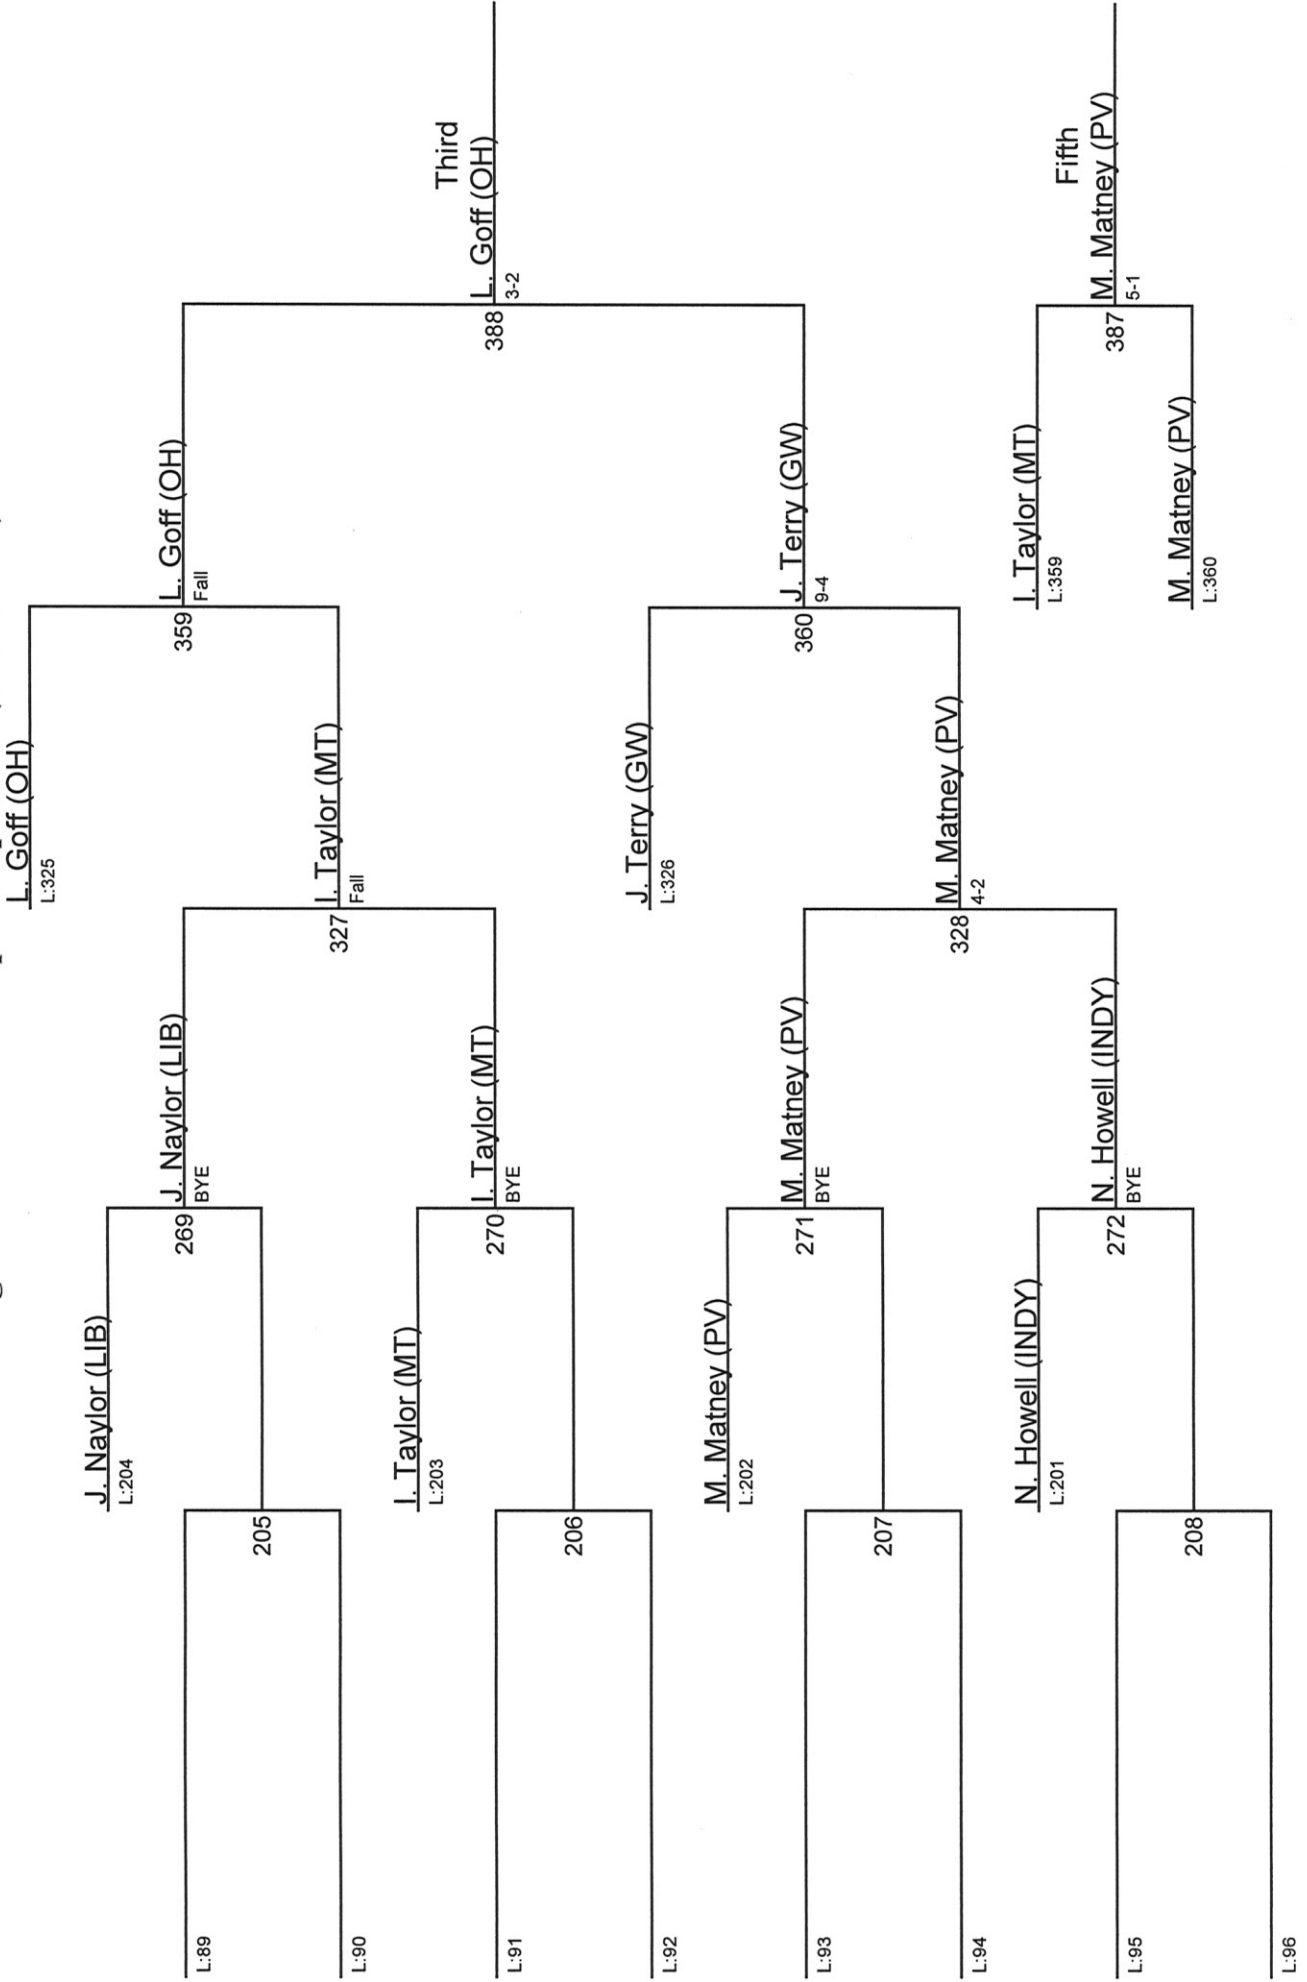 L:89
L:90
L:91
L:92
L:93
L:94
L:95
L:96
205
206
207
208
J. Naylor (LIB)
L:204
I. Taylor (MT)
L:203
M. Matney (PV)
L:202
N. Howell (INDY)
L:201
269
270
271
272
J. Naylor (LIB)
BYE
I. Taylor (MT)
BYE
M. Matney (PV)
BYE
N. Howell (INDY)
BYE
327
328
L. Goff (OH)
L:325
I. Taylor (MT)
Fall
J. Terry (GW)
L:326
M. Matney (PV)
4-2
359
360
L. Goff (OH)
Fall
J. Terry (GW)
9-4
I. Taylor (MT)
L:359
M. Matney (PV)
L:360
388
387
Third
L. Goff (OH)
3-2
Fifth
M. Matney (PV)
5-1